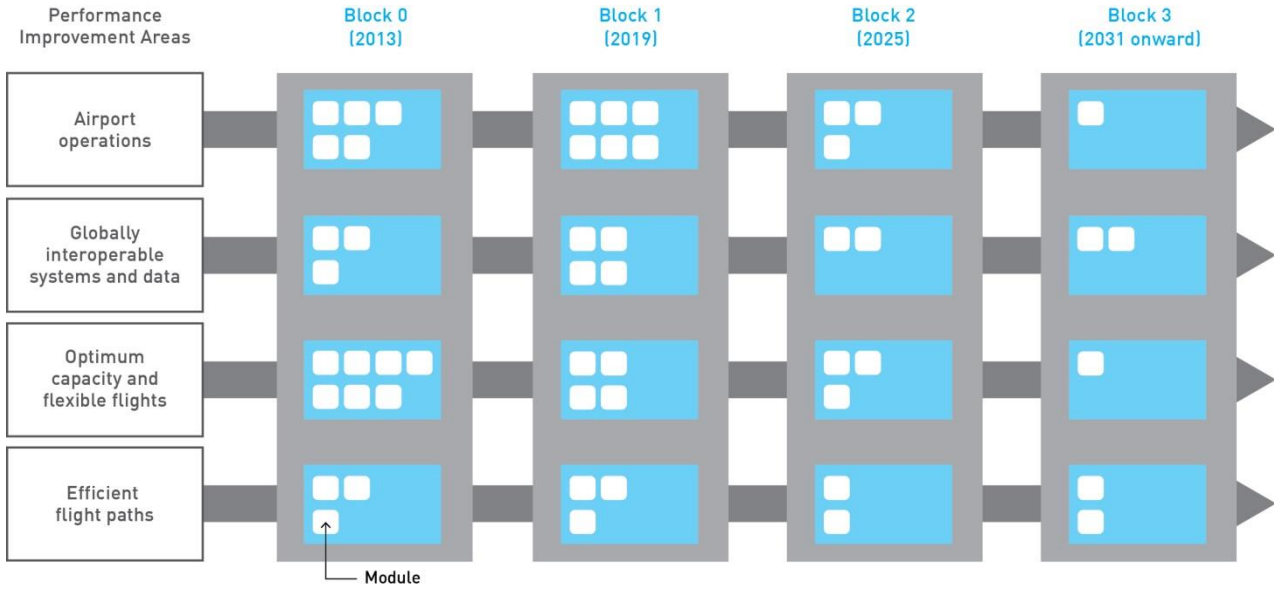 Performance
Improvement Areas
Block 0
(2013)
Block 1
(2019)
Block 2
(2025)
Block 3
(2031 onward)
Airport
operations
Globally
interoperable
systems and data
Optimum
capacity and
flexible flights
Efficient
flight paths
Module